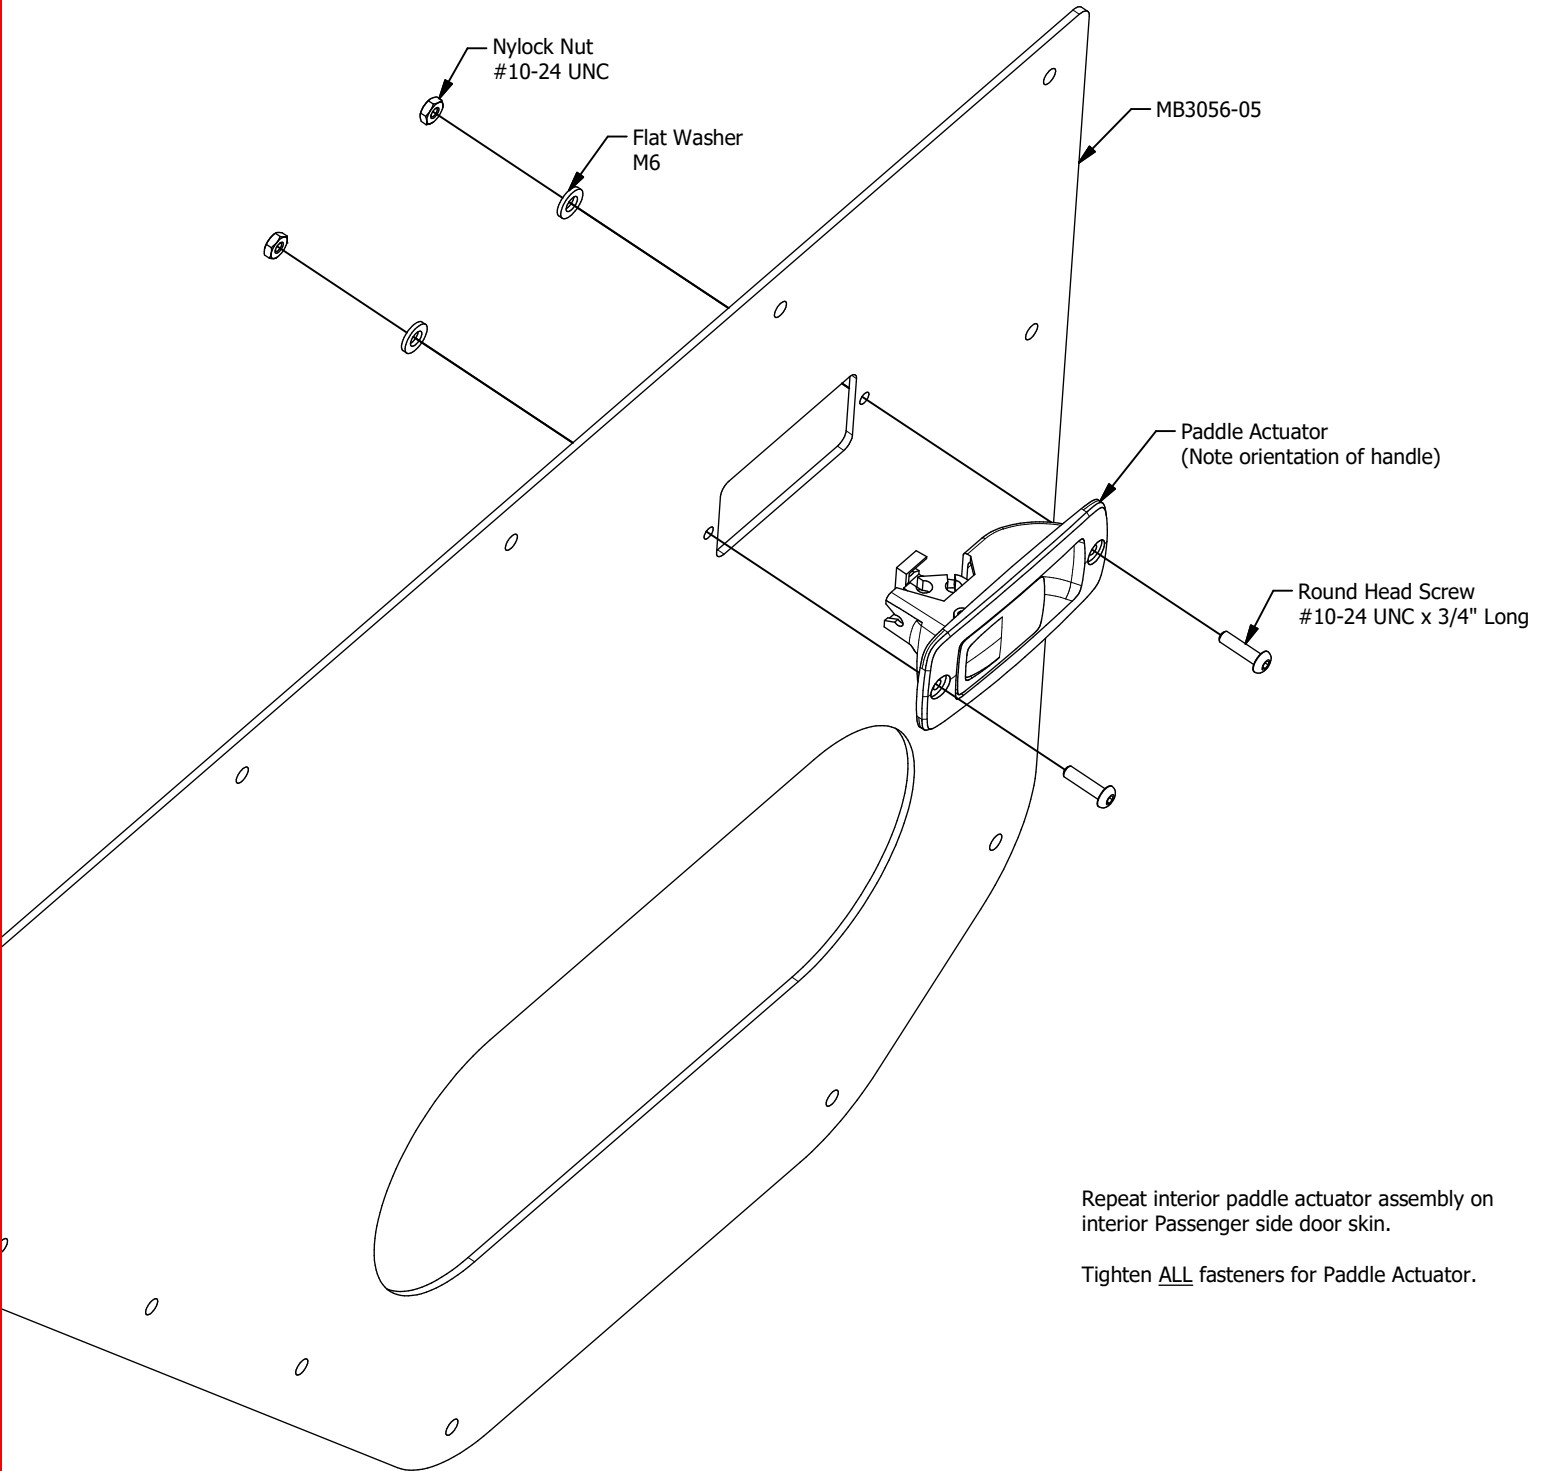 Nylock Nut
#10-24 UNC
Flat Washer
M6
MB3056-05
Paddle Actuator
(Note orientation of handle)
Round Head Screw
#10-24 UNC x 3/4" Long
Repeat interior paddle actuator assembly on
interior Passenger side door skin.
Tighten ALL fasteners for Paddle Actuator.